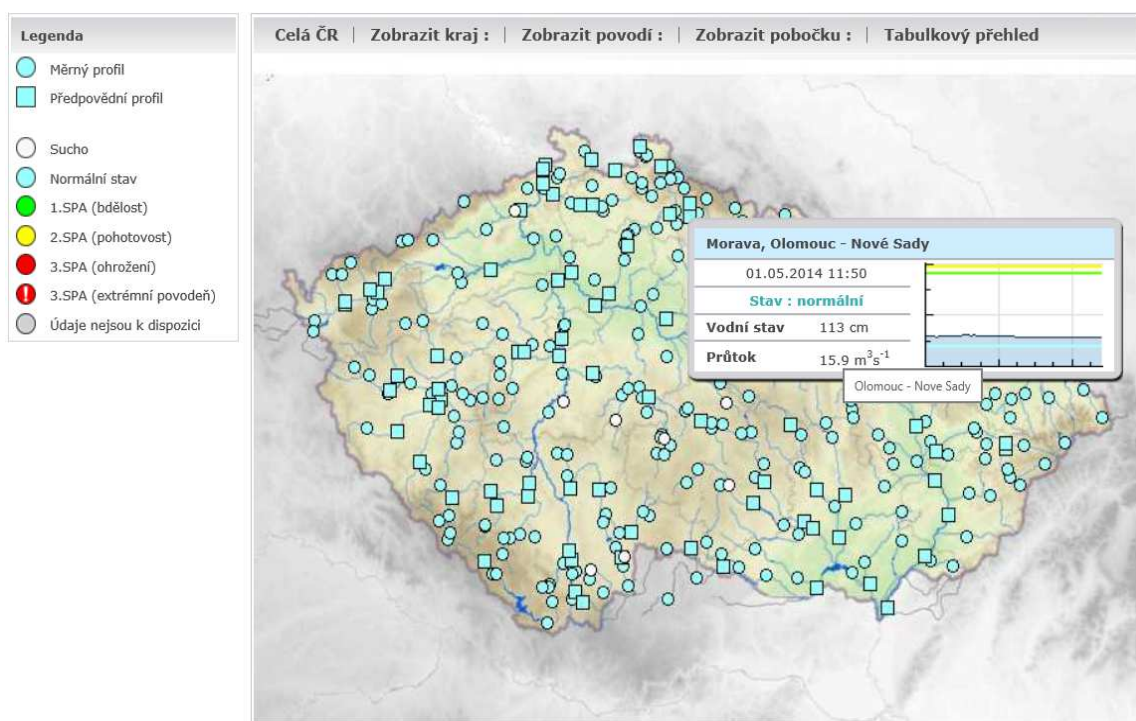 Legenda
Měrný profil
Předpovědní profil
Sucho
Normální stav
1.SPA (bdělost)
2.SPA (pohotovost)
3.SPA (ohrožení)
3.SPA (extrémní povodeň)
Údaje nejsou k dispozici
Celá ČR | Zobrazit kraj : | Zobrazit povodí : | Zobrazit pobočku : | Tabulkový přehled
Morava, Olomouc - Nové Sady
01.05.2014 11:50
Stav : normální
Vodní stav 113 cm
Průtok 15.9 m³s⁻¹
Olomouc - Nove Sady